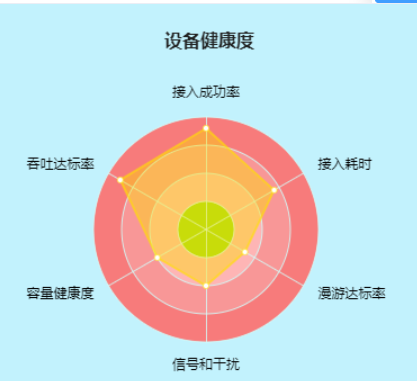 设备健康度
接入成功率
吞吐达标率
接入耗时
容量健康度
漫游达标率
信号和干扰